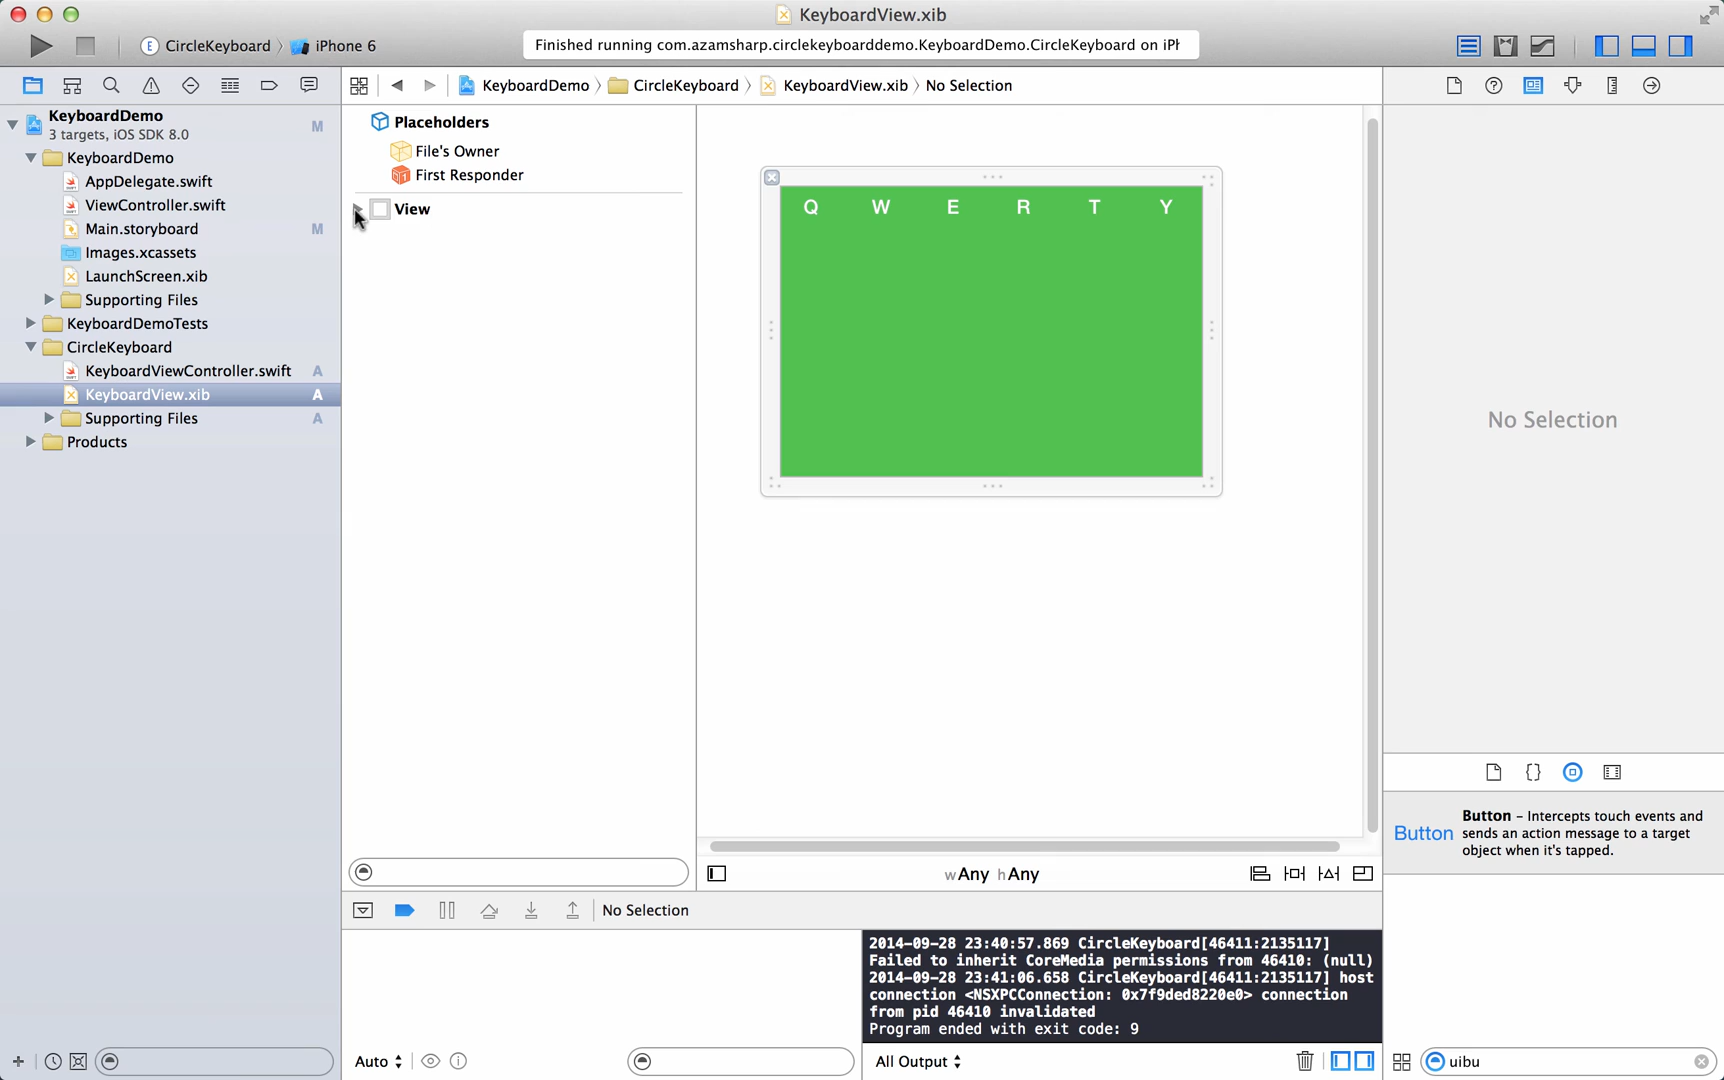 KeyboardView.xib
CircleKeyboard
iPhone 6
Finished running com.azamsharp.circlekeyboarddemo.KeyboardDemo.CircleKeyboard on iPh
KeyboardDemo
CircleKeyboard
KeyboardView.xib
No Selection
KeyboardDemo
M
3 targets, iOS SDK 8.0
KeyboardDemo
AppDelegate.swift
ViewController.swift
Main.storyboard
M
Images.xcassets
LaunchScreen.xib
Supporting Files
KeyboardDemoTests
CircleKeyboard
KeyboardViewController.swift
A
KeyboardView.xib
A
Supporting Files
A
Products
Placeholders
File's Owner
First Responder
View
Q W E R T Y
wAny hAny
No Selection
Button
Button – Intercepts touch events and
sends an action message to a target
object when it's tapped.
No Selection
2014-09-28 23:40:57.869 CircleKeyboard[46411:2135117]
Failed to inherit CoreMedia permissions from 46410: (null)
2014-09-28 23:41:06.658 CircleKeyboard[46411:2135117] host
connection <NSXPCConnection: 0x7f9ded8220e0> connection
from pid 46410 invalidated
Program ended with exit code: 9
Auto
All Output
uibu